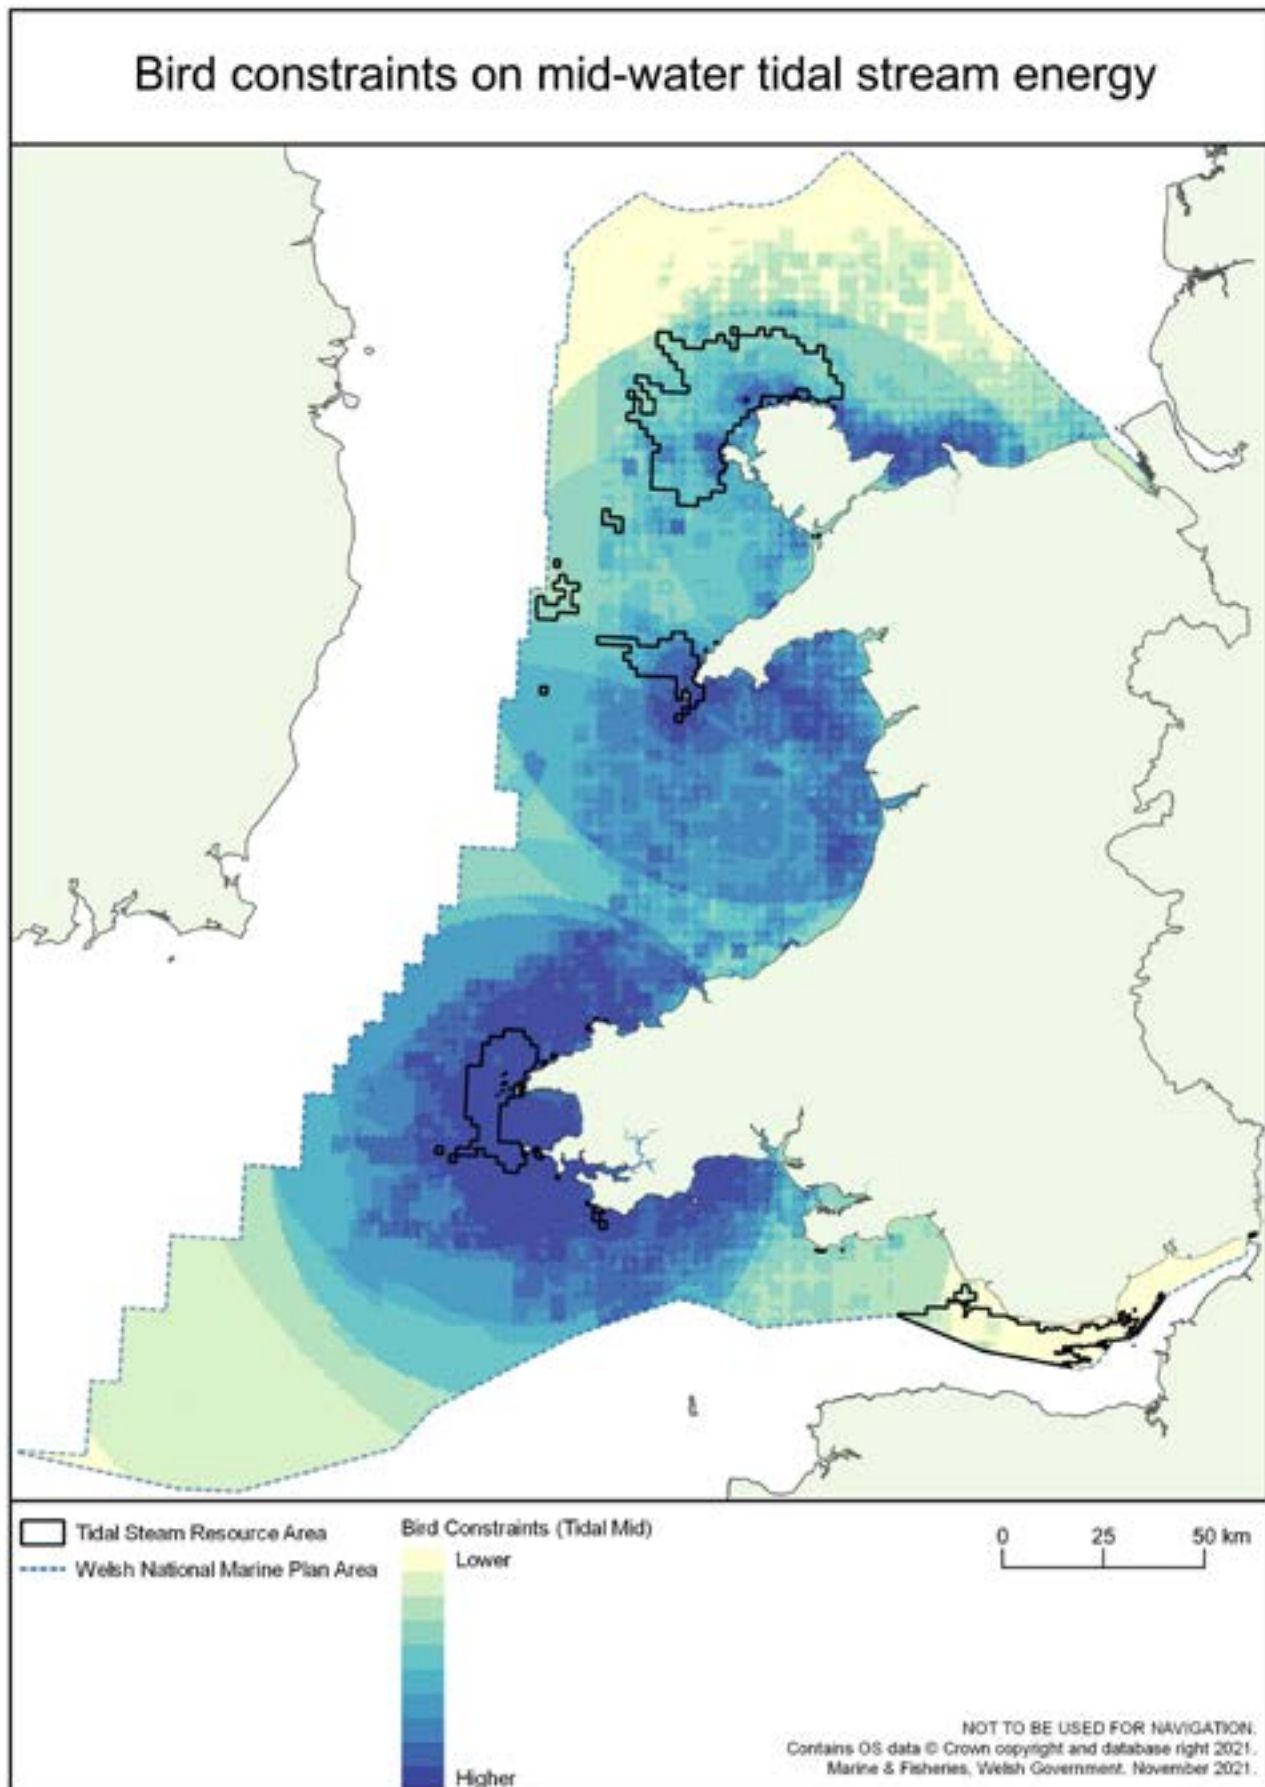 Bird constraints on mid-water tidal stream energy
Tidal Steam Resource Area
Welsh National Marine Plan Area
Bird Constraints (Tidal Mid)
Lower
Higher
0 25 50 km
NOT TO BE USED FOR NAVIGATION.
Contains OS data © Crown copyright and database right 2021.
Marine & Fisheries, Welsh Government. November 2021.